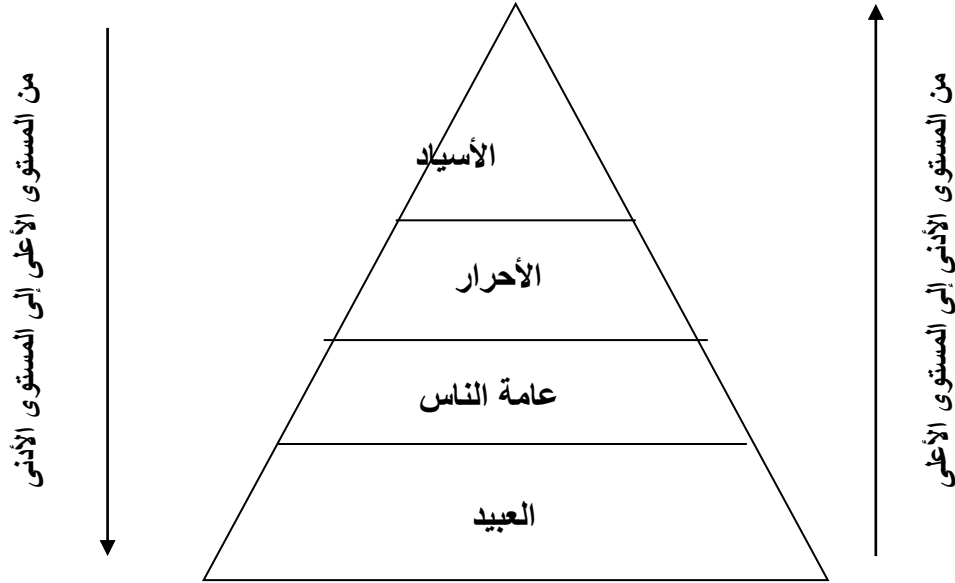 من المستوى الأدنى إلى المستوى الأعلى
الأسياد
الأحرار
عامة الناس
العبيد
من المستوى الأعلى إلى المستوى الأدنى